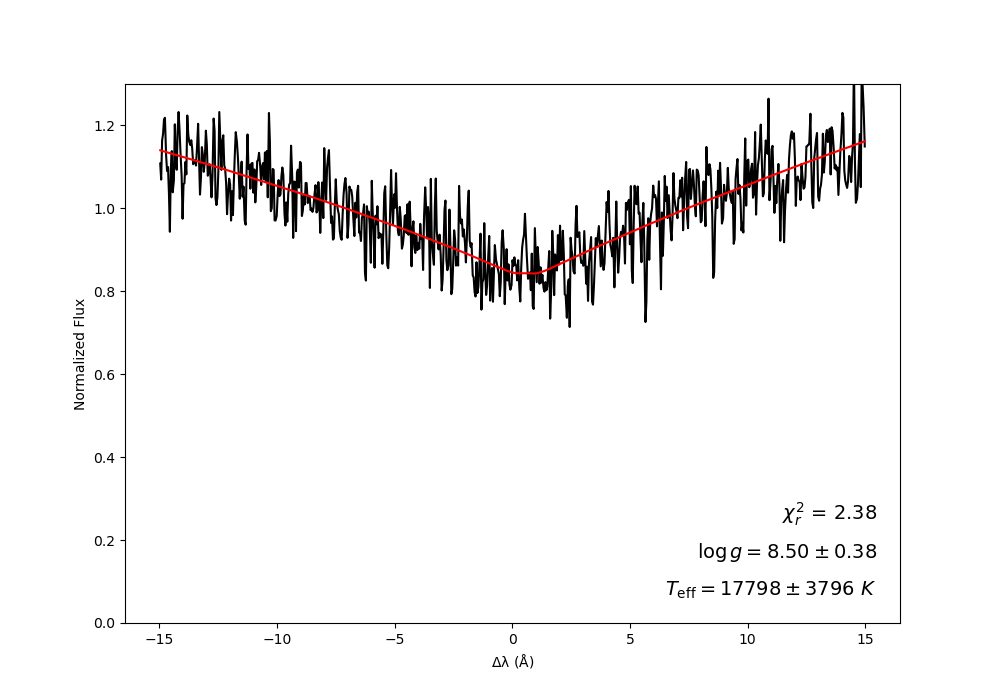 1.2
1.0
0.8
0.6
0.4
0.2
0.0
Normalized Flux
χ²ᵣ = 2.38
log g = 8.50 ± 0.38
T_eff = 17798 ± 3796 K
−15 −10 −5 0 5 10 15
Δλ (Å)